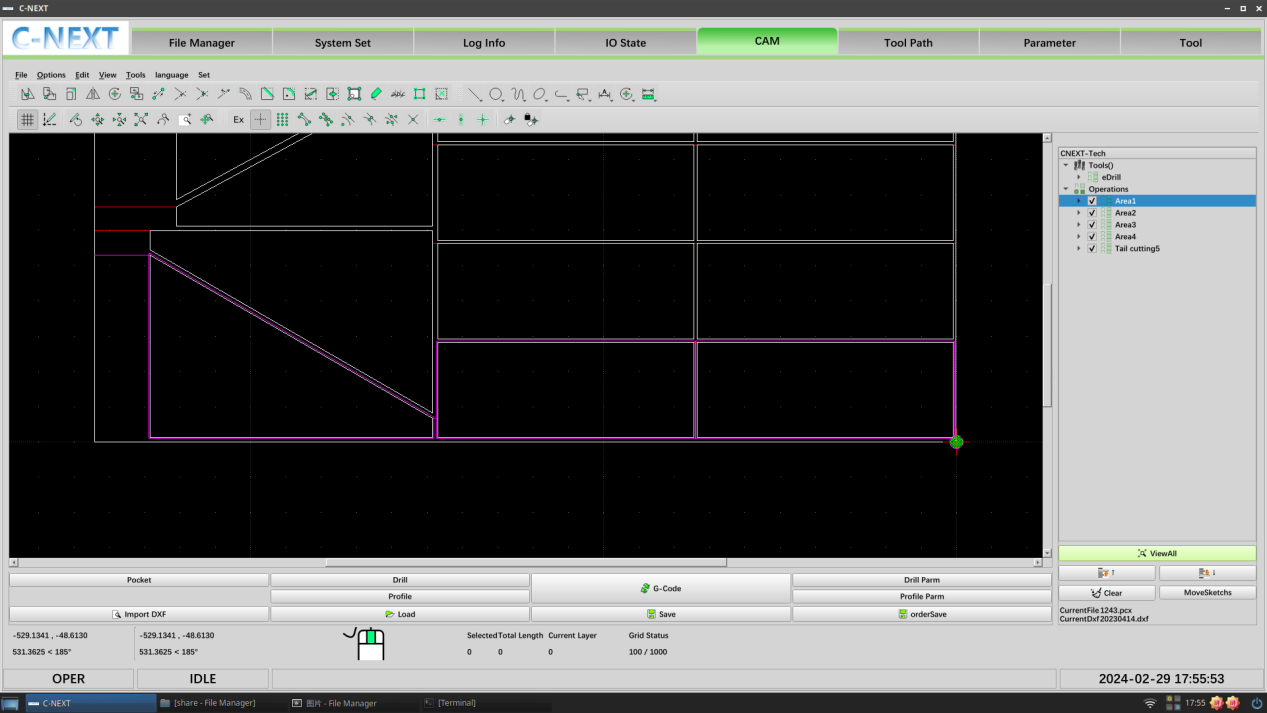 C-NEXT
C-NEXT
File Manager
System Set
Log Info
IO State
CAM
Tool Path
Parameter
Tool
File Options Edit View Tools language Set
Ex
CNEXT-Tech
Tools()
eDrill
Operations
Area1
Area2
Area3
Area4
Tail cutting5
ViewAll
Clear
MoveSketchs
CurrentFile 1243.pcx
CurrentDxf 20230414.dxf
Pocket
Drill
G-Code
Drill Parm
Profile
Profile Parm
Import DXF
Load
Save
orderSave
-529.1341 , -48.6130
-529.1341 , -48.6130
Selected Total Length Current Layer
Grid Status
531.3625 < 185°
531.3625 < 185°
0
0
0
100 / 1000
OPER
IDLE
2024-02-29 17:55:53
C-NEXT
[share - File Manager]
图片 - File Manager
[Terminal]
17:55